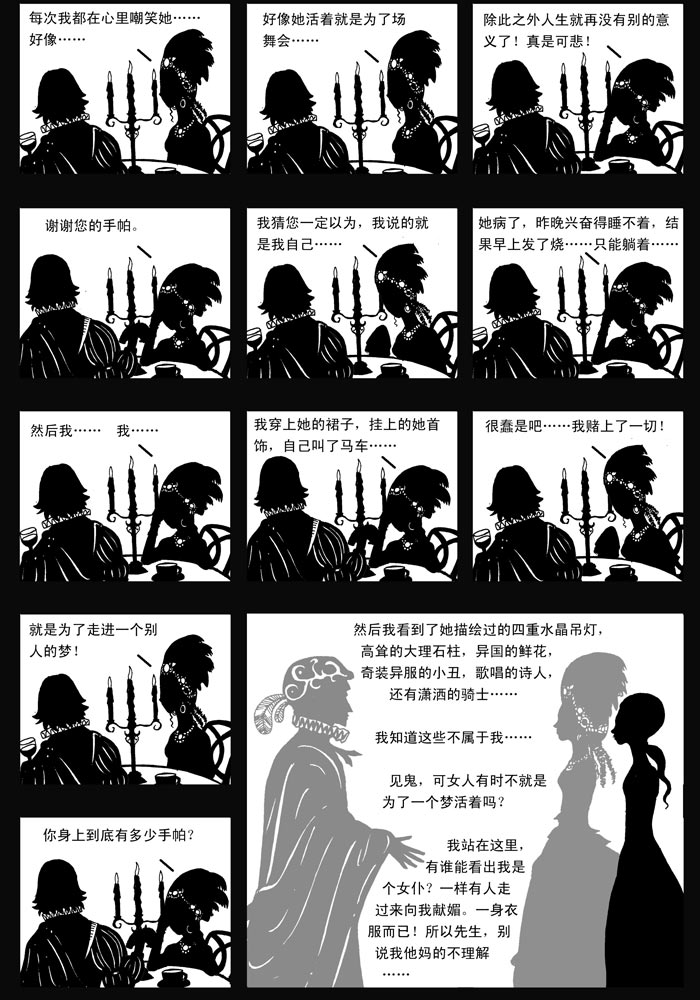 每次我都在心里嘲笑她……
好像……
好像她活着就是为了场
舞会……
除此之外人生就再没有别的意
义了！真是可悲！
谢谢您的手帕。
我猜您一定以为，我说的就
是我自己……
她病了，昨晚兴奋得睡不着，结
果早上发了烧……只能躺着……
然后我…… 我……
我穿上她的裙子，挂上的她首
饰，自己叫了马车……
很蠢是吧……我赌上了一切！
就是为了走进一个别
人的梦！
你身上到底有多少手帕？
然后我看到了她描绘过的四重水晶吊灯，
高耸的大理石柱，异国的鲜花，
奇装异服的小丑，歌唱的诗人，
还有潇洒的骑士……
我知道这些不属于我……
见鬼，可女人有时不就是
为了一个梦活着吗？
我站在这里，
有谁能看出我是
个女仆？一样有人走
过来向我献媚。一身衣
服而已！所以先生，别
说我他妈的不理解
……